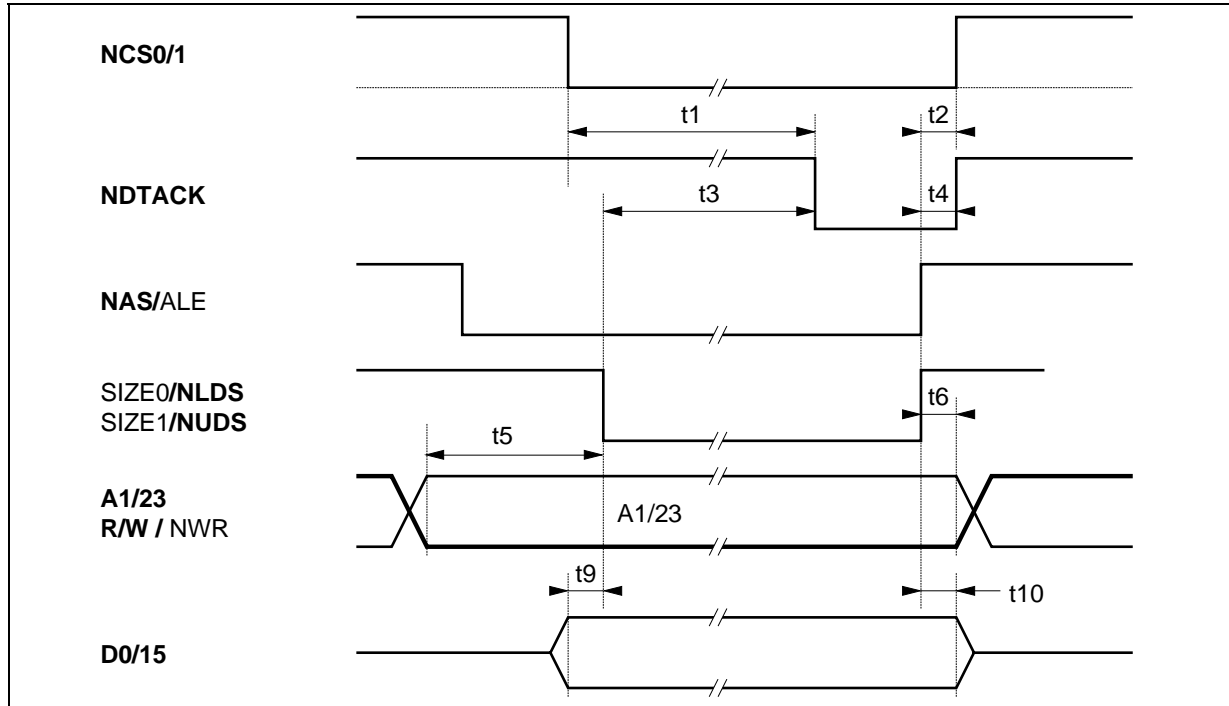 NCS0/1
t1
t2
NDTACK
t3
t4
NAS/ALE
SIZE0/NLDS
SIZE1/NUDS
t6
t5
A1/23
R/W / NWR
A1/23
t9
t10
D0/15